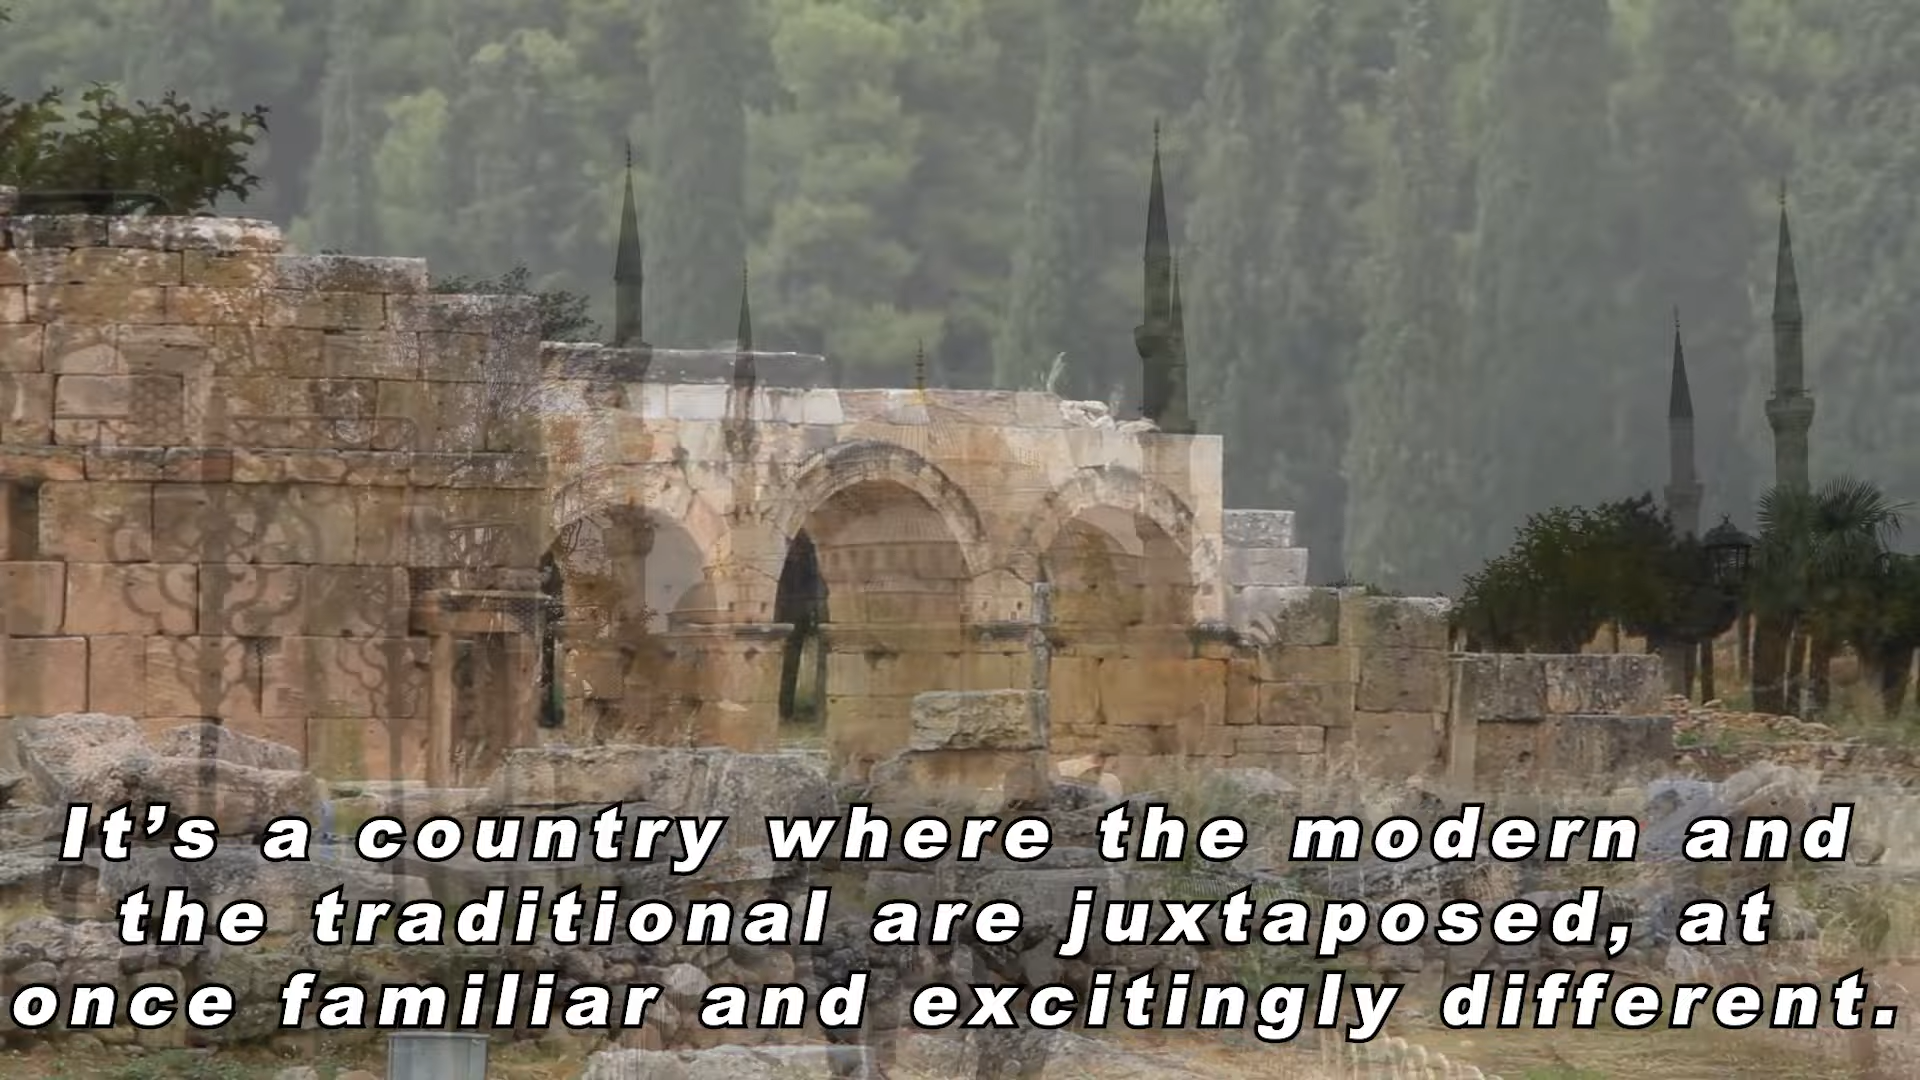 It’s a country where the modern and
the traditional are juxtaposed, at
once familiar and excitingly different.